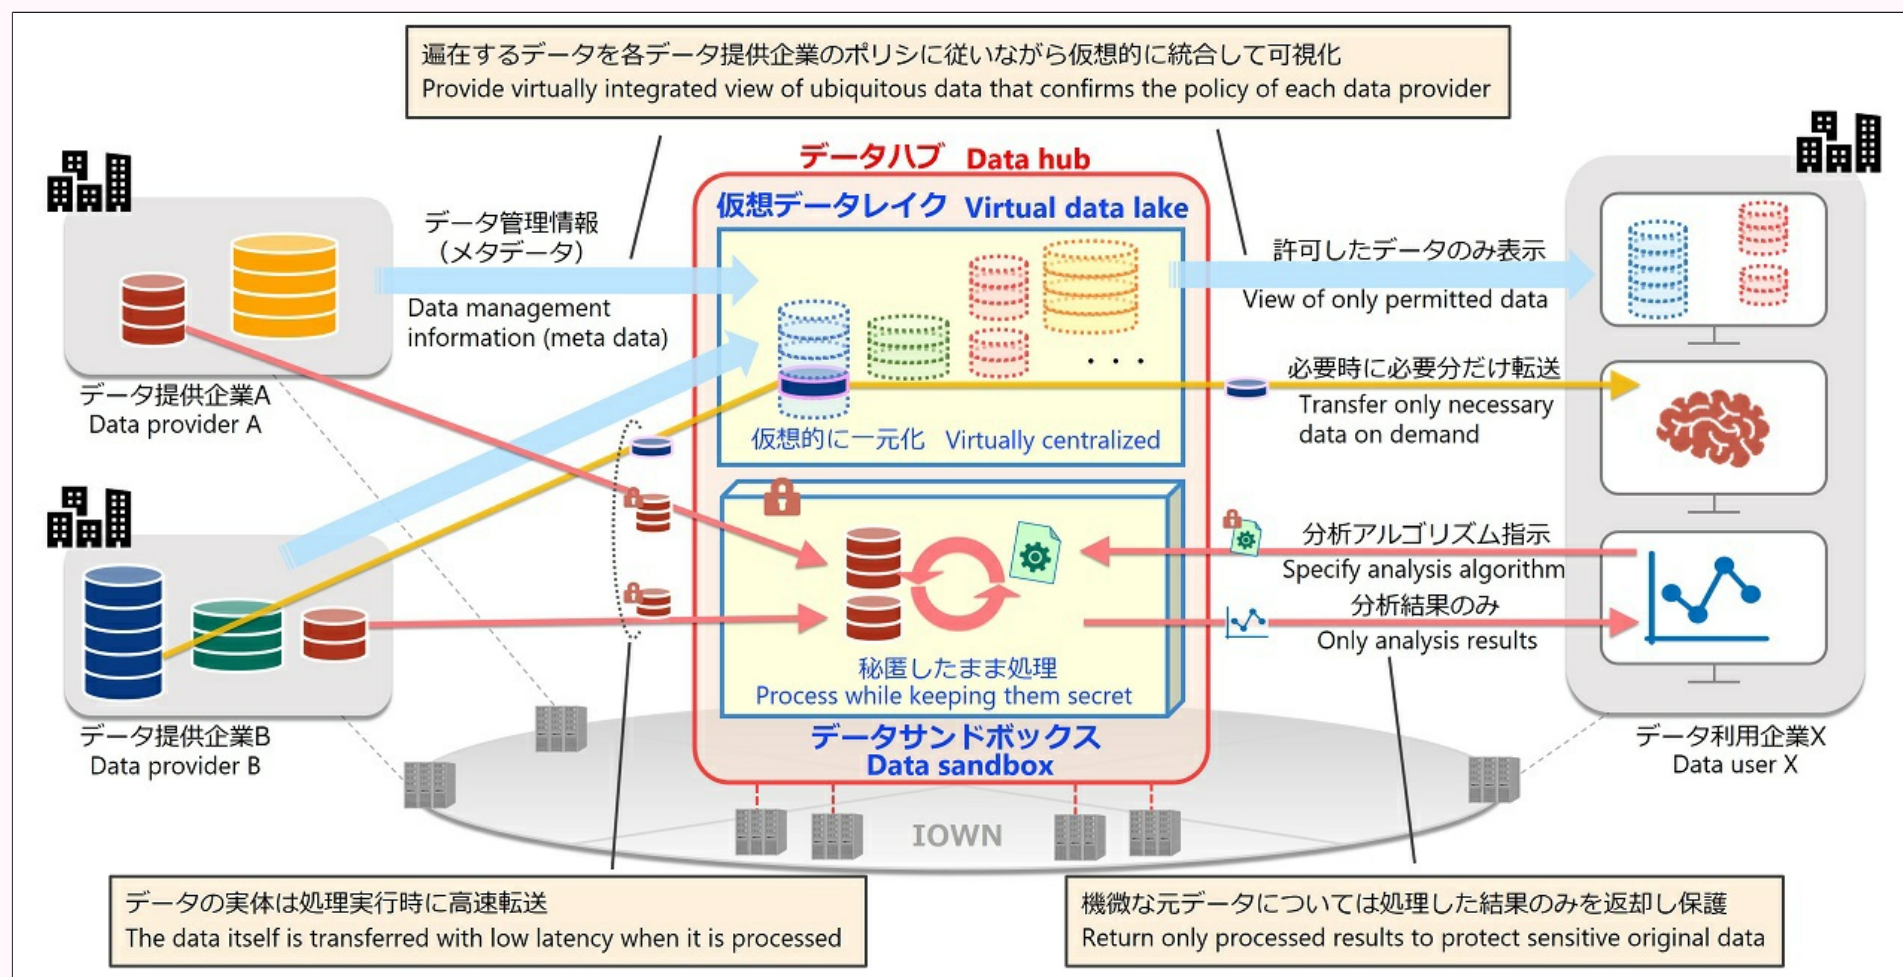 遍在するデータを各データ提供企業のポリシに従いながら仮想的に統合して可視化
Provide virtually integrated view of ubiquitous data that confirms the policy of each data provider
データハブ Data hub
仮想データレイク Virtual data lake
データ管理情報
（メタデータ）
Data management
information (meta data)
許可したデータのみ表示
View of only permitted data
・・・
仮想的に一元化 Virtually centralized
必要時に必要分だけ転送
Transfer only necessary
data on demand
データ提供企業A
Data provider A
分析アルゴリズム指示
Specify analysis algorithm
分析結果のみ
Only analysis results
秘匿したまま処理
Process while keeping them secret
データサンドボックス
Data sandbox
データ提供企業B
Data provider B
データ利用企業X
Data user X
IOWN
データの実体は処理実行時に高速転送
The data itself is transferred with low latency when it is processed
機微な元データについては処理した結果のみを返却し保護
Return only processed results to protect sensitive original data